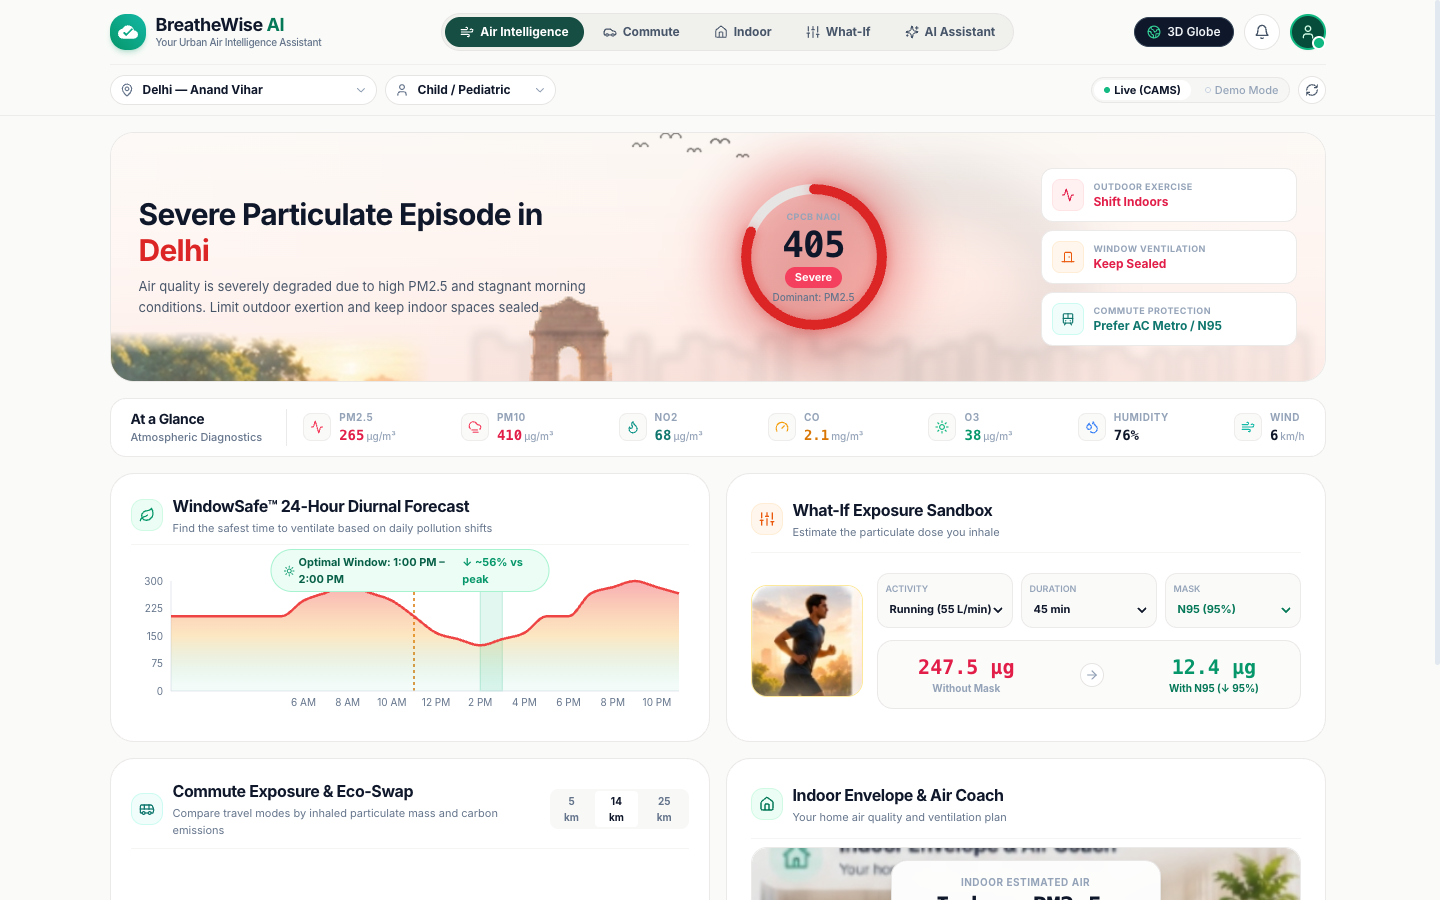 BreatheWise AI
Your Urban Air Intelligence Assistant
Air Intelligence
Commute
Indoor
What-If
AI Assistant
3D Globe
Delhi — Anand Vihar
Child / Pediatric
Live (CAMS)
Demo Mode
Severe Particulate Episode in
Delhi
Air quality is severely degraded due to high PM2.5 and stagnant morning
conditions. Limit outdoor exertion and keep indoor spaces sealed.
CPCB NAQI
405
Severe
Dominant: PM2.5
OUTDOOR EXERCISE
Shift Indoors
WINDOW VENTILATION
Keep Sealed
COMMUTE PROTECTION
Prefer AC Metro / N95
At a Glance
Atmospheric Diagnostics
PM2.5
265 µg/m³
PM10
410 µg/m³
NO2
68 µg/m³
CO
2.1 mg/m³
O3
38 µg/m³
HUMIDITY
76%
WIND
6 km/h
WindowSafe™ 24-Hour Diurnal Forecast
Find the safest time to ventilate based on daily pollution shifts
Optimal Window: 1:00 PM –
2:00 PM
↓ ~56% vs
peak
300
225
150
75
0
6 AM
8 AM
10 AM
12 PM
2 PM
4 PM
6 PM
8 PM
10 PM
What-If Exposure Sandbox
Estimate the particulate dose you inhale
ACTIVITY
Running (55 L/min)
DURATION
45 min
MASK
N95 (95%)
247.5 µg
Without Mask
12.4 µg
With N95 (↓ 95%)
Commute Exposure & Eco-Swap
Compare travel modes by inhaled particulate mass and carbon
emissions
5
km
14
km
25
km
Indoor Envelope & Air Coach
Your home air quality and ventilation plan
Indoor Envelope & Air Coach
Your ho
INDOOR ESTIMATED AIR